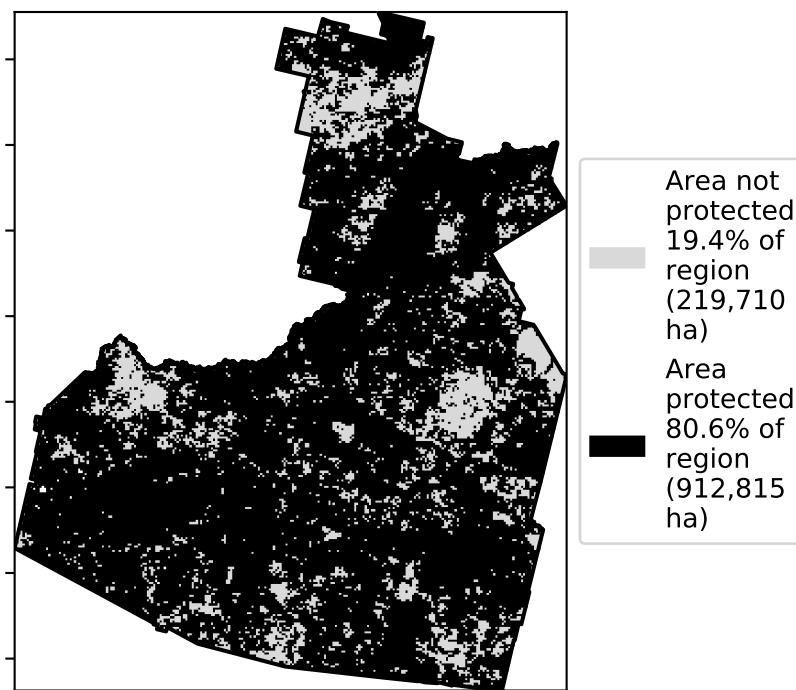 Area not
protected
19.4% of
region
(219,710
ha)
Area
protected
80.6% of
region
(912,815
ha)